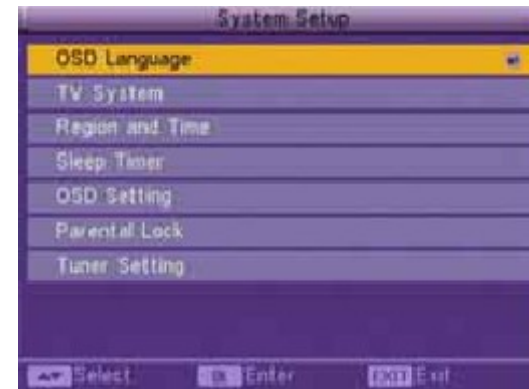 System Setup
OSD Language
TV System
Region and Time
Sleep Timer
OSD Setting
Parental Lock
Tuner Setting
Select Enter EXIT Exit